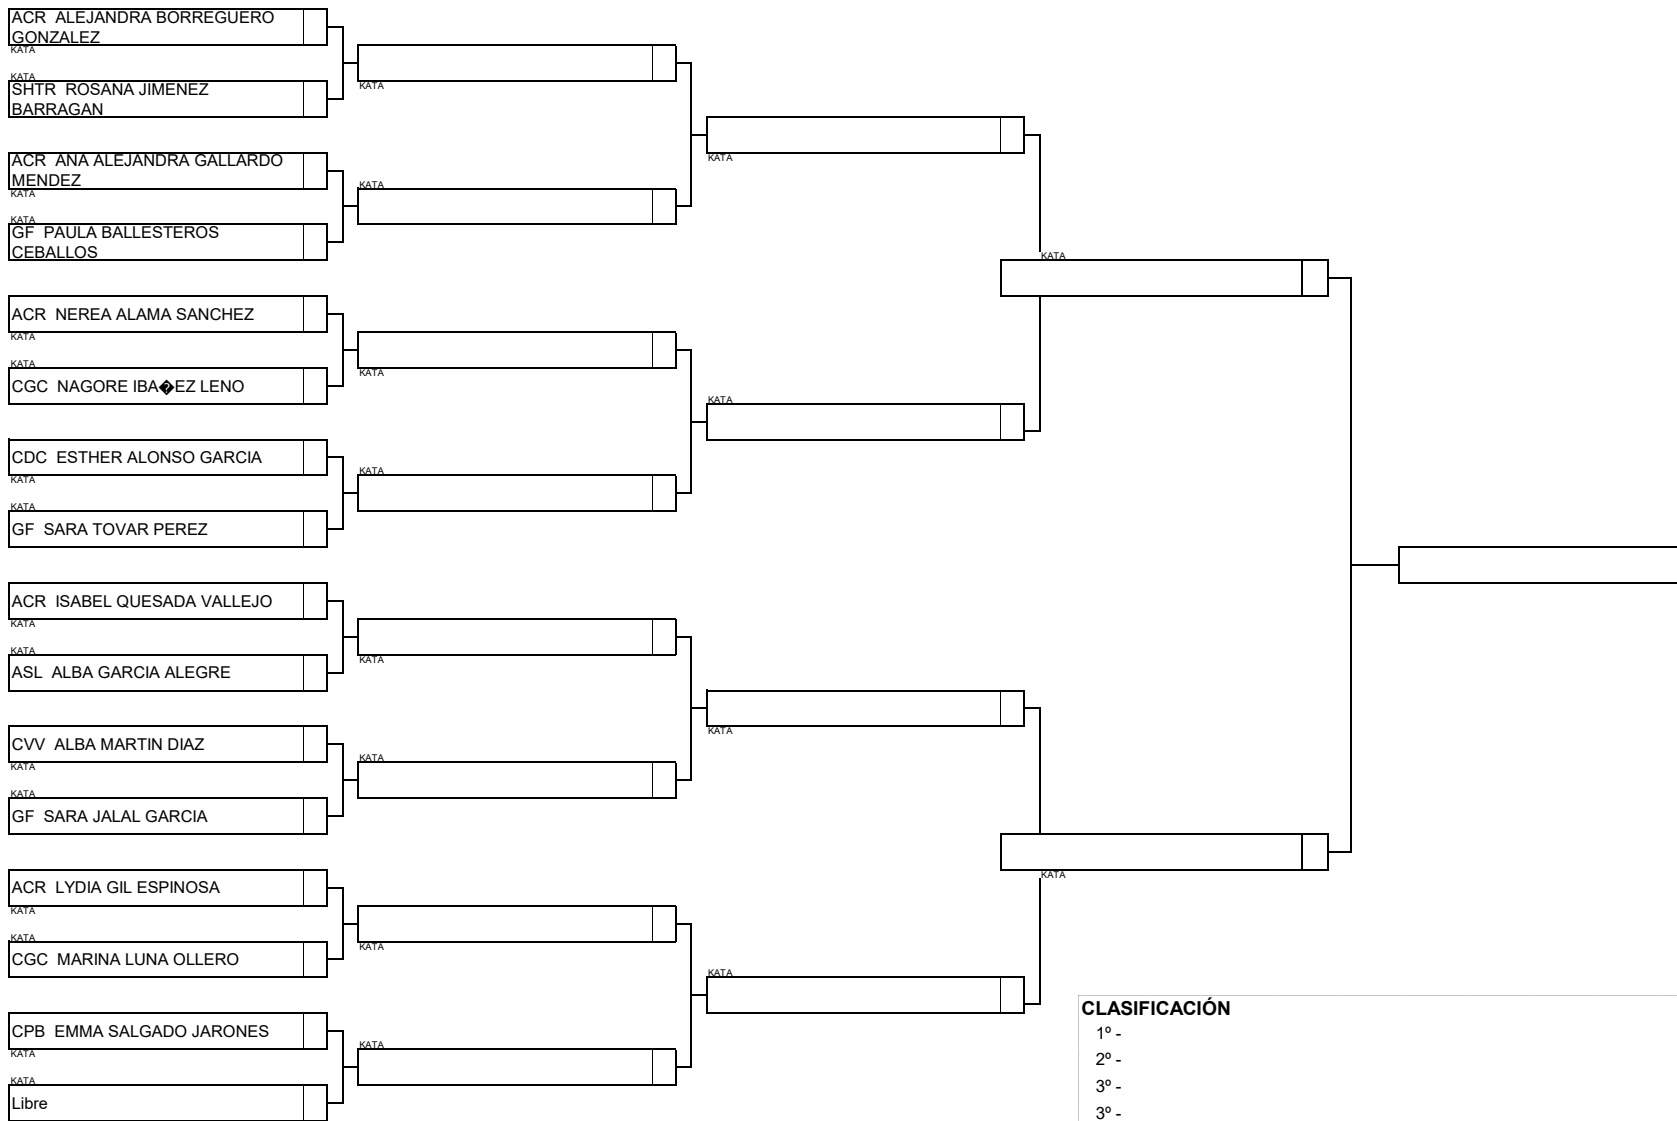 ACR ALEJANDRA BORREGUERO
GONZALEZ
KATA
KATA
SHTR ROSANA JIMENEZ
BARRAGAN
KATA
KATA
ACR ANA ALEJANDRA GALLARDO
MENDEZ
KATA
KATA
KATA
GF PAULA BALLESTEROS
CEBALLOS
KATA
ACR NEREA ALAMA SANCHEZ
KATA
KATA
CGC NAGORE IBA�EZ LENO
KATA
KATA
CDC ESTHER ALONSO GARCIA
KATA
KATA
KATA
GF SARA TOVAR PEREZ
ACR ISABEL QUESADA VALLEJO
KATA
KATA
ASL ALBA GARCIA ALEGRE
KATA
KATA
CVV ALBA MARTIN DIAZ
KATA
KATA
KATA
GF SARA JALAL GARCIA
KATA
ACR LYDIA GIL ESPINOSA
KATA
KATA
CGC MARINA LUNA OLLERO
KATA
KATA
CPB EMMA SALGADO JARONES
KATA
KATA
KATA
Libre
CLASIFICACIÓN
1º -
2º -
3º -
3º -